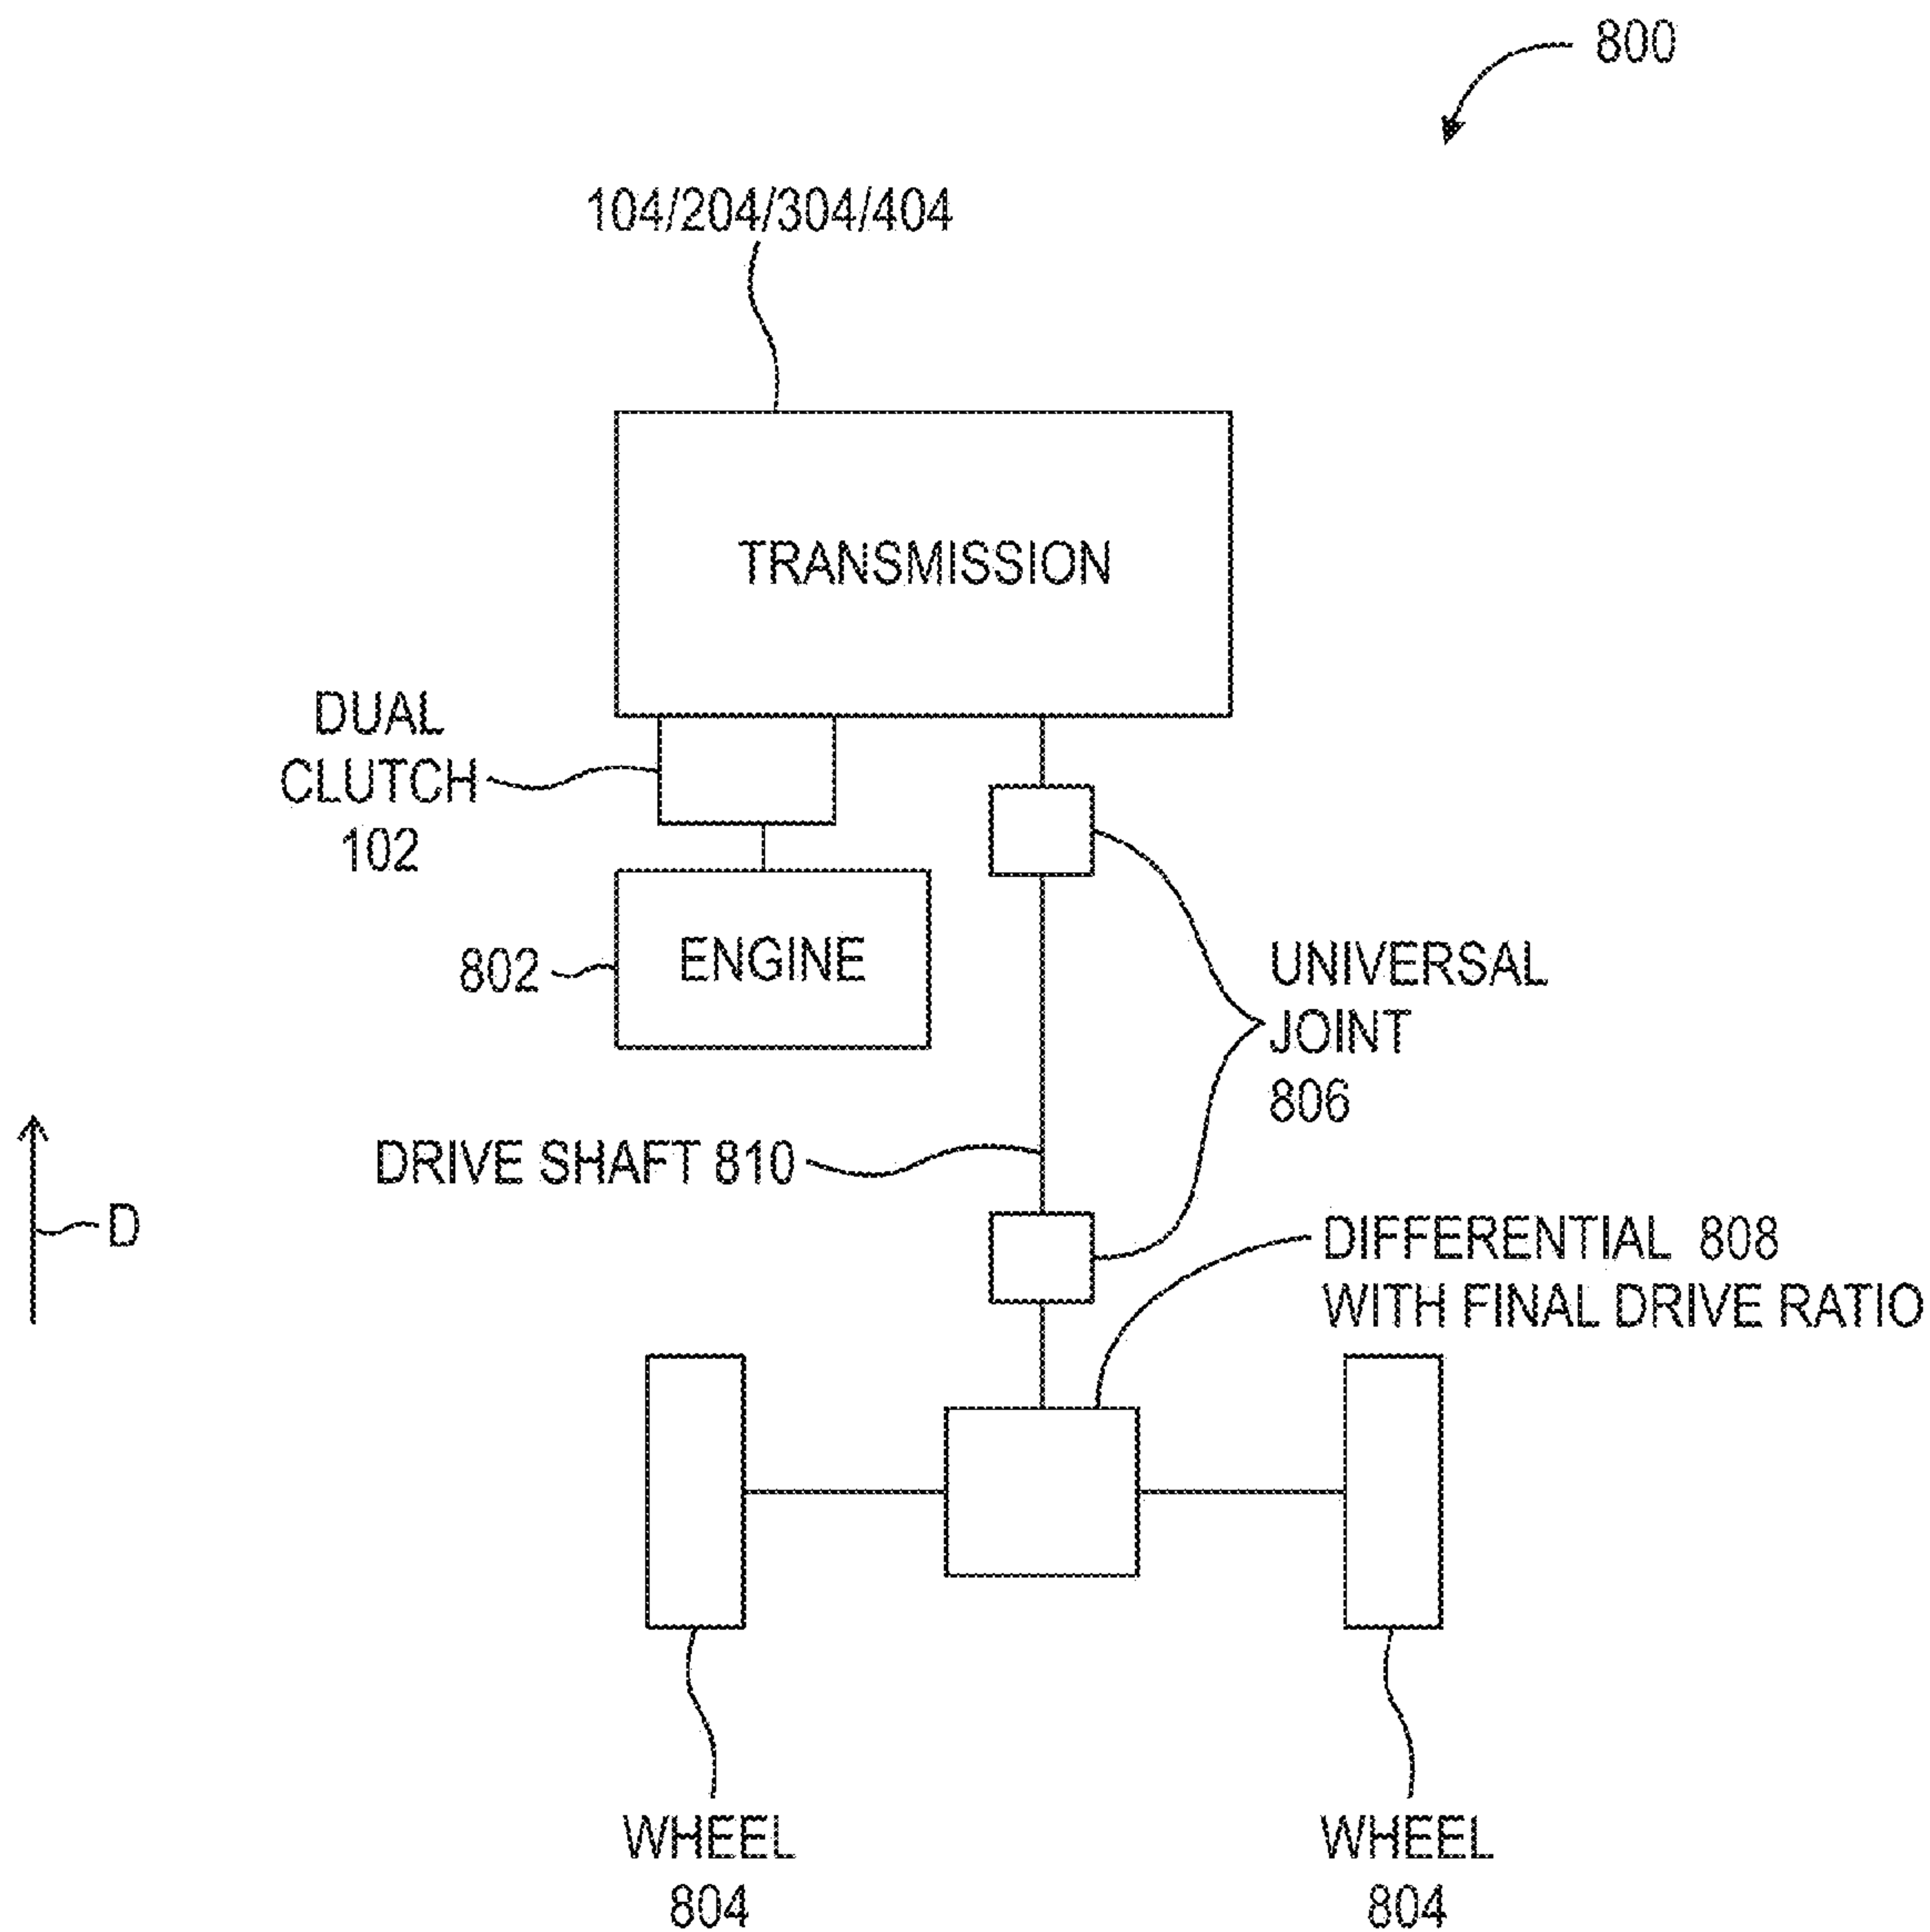 800
104/204/304/404
TRANSMISSION
DUAL
CLUTCH
102
802
ENGINE
UNIVERSAL
JOINT
806
DRIVE SHAFT 810
D
DIFFERENTIAL 808
WITH FINAL DRIVE RATIO
WHEEL
804
WHEEL
804